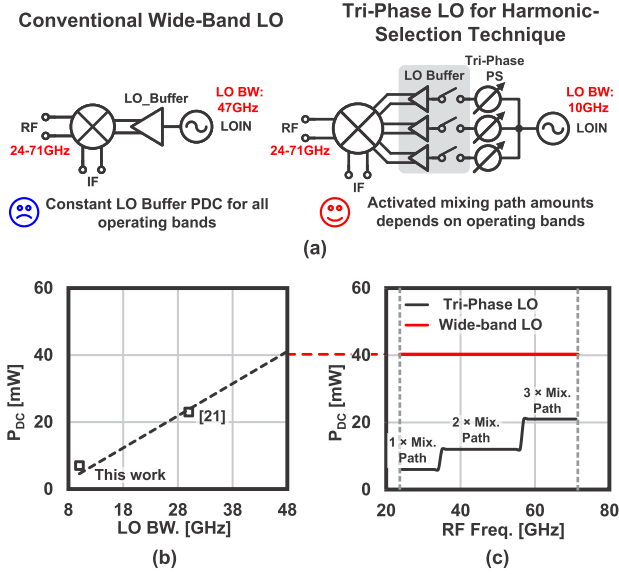 Conventional Wide-Band LO
Tri-Phase LO for Harmonic-
Selection Technique
LO_Buffer
LO BW:
47GHz
RF
LOIN
24-71GHz
IF
Constant LO Buffer PDC for all
operating bands
Tri-Phase
PS
LO Buffer
LO BW:
10GHz
RF
LOIN
24-71GHz
IF
Activated mixing path amounts
depends on operating bands
(a)
60
40
20
0
P_DC [mW]
[21]
This work
8 18 28 38 48
LO BW. [GHz]
(b)
60
40
20
0
P_DC [mW]
Tri-Phase LO
Wide-band LO
1 × Mix.
Path
2 × Mix.
Path
3 × Mix.
Path
20 40 60 80
RF Freq. [GHz]
(c)